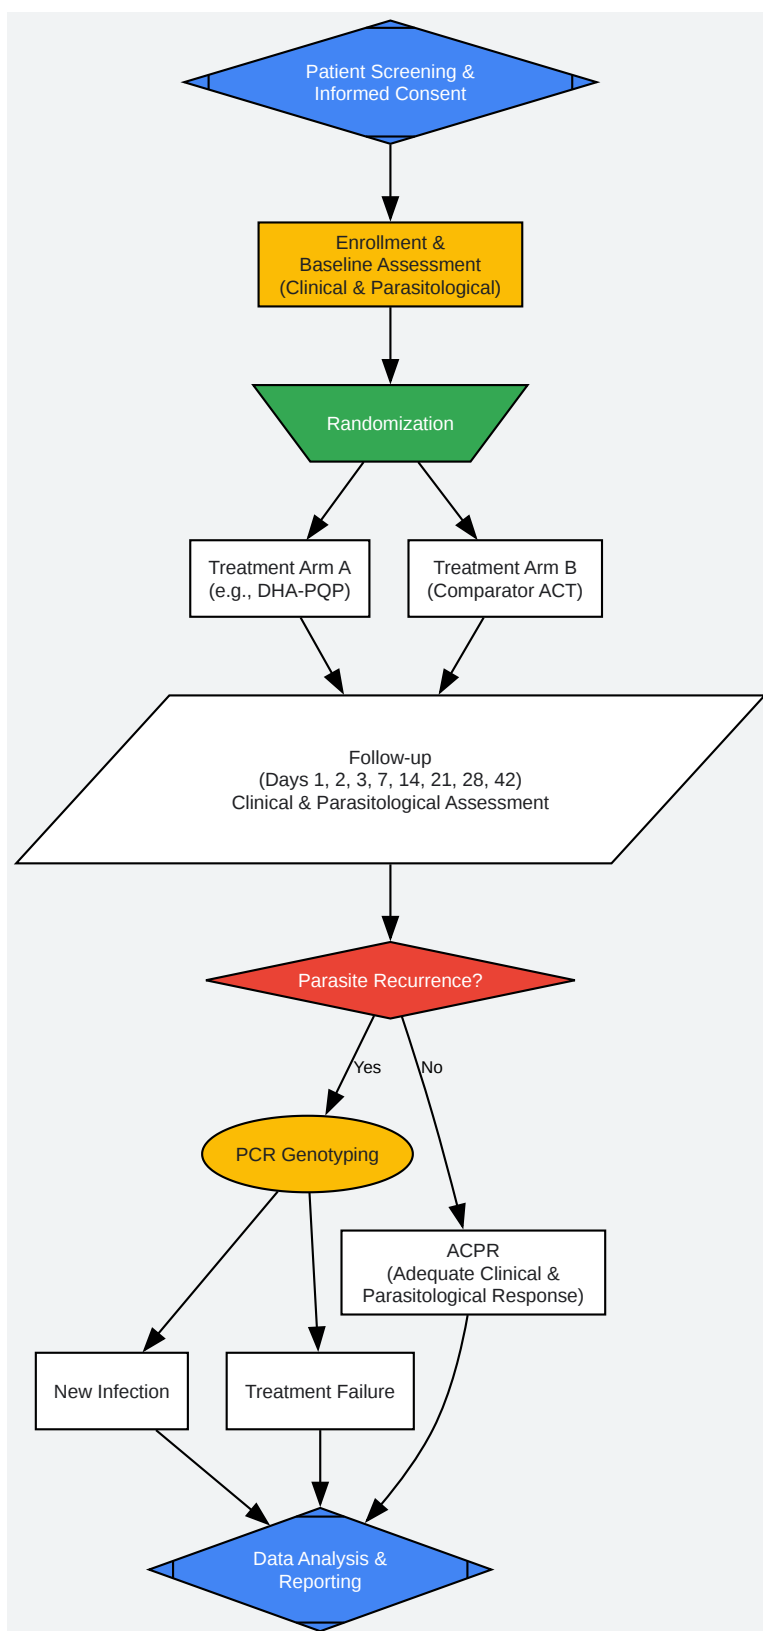 Patient Screening &
Informed Consent
Enrollment &
Baseline Assessment
(Clinical & Parasitological)
Randomization
Treatment Arm A
(e.g., DHA-PQP)
Treatment Arm B
(Comparator ACT)
Follow-up
(Days 1, 2, 3, 7, 14, 21, 28, 42)
Clinical & Parasitological Assessment
Parasite Recurrence?
Yes
No
PCR Genotyping
ACPR
(Adequate Clinical &
Parasitological Response)
New Infection
Treatment Failure
Data Analysis &
Reporting